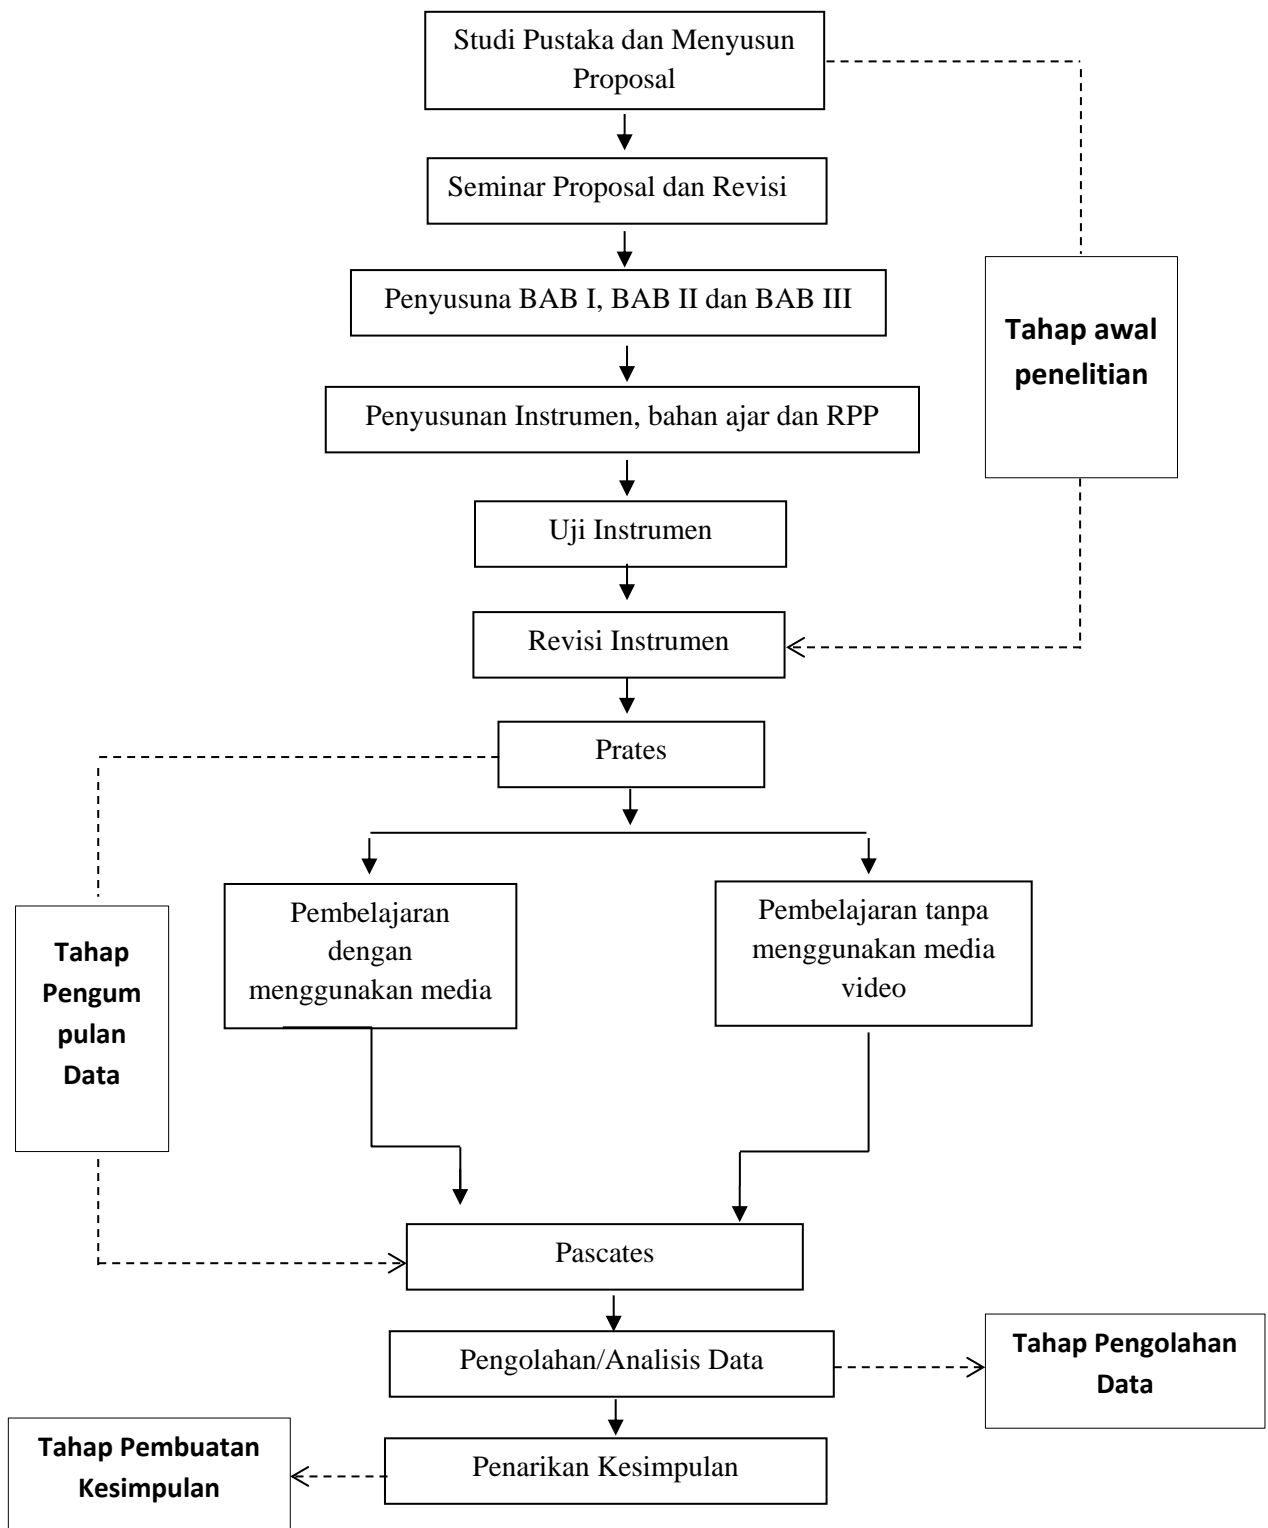 Studi Pustaka dan Menyusun
Proposal
Seminar Proposal dan Revisi
Penyusuna BAB I, BAB II dan BAB III
Tahap awal
penelitian
Penyusunan Instrumen, bahan ajar dan RPP
Uji Instrumen
Revisi Instrumen
Prates
Pembelajaran
dengan
menggunakan media
Pembelajaran tanpa
menggunakan media
video
Tahap
Pengum
pulan
Data
Pascates
Pengolahan/Analisis Data
Tahap Pengolahan
Data
Tahap Pembuatan
Kesimpulan
Penarikan Kesimpulan